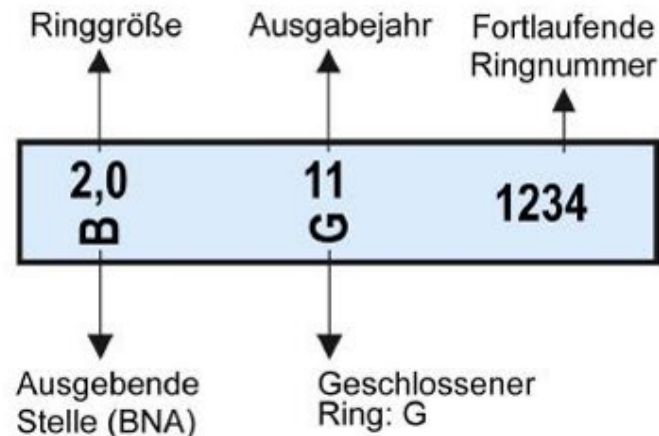 Ringgröße
Ausgabejahr
Fortlaufende
Ringnummer
2,0
11
1234
B
G
Ausgebende
Stelle (BNA)
Geschlossener
Ring: G